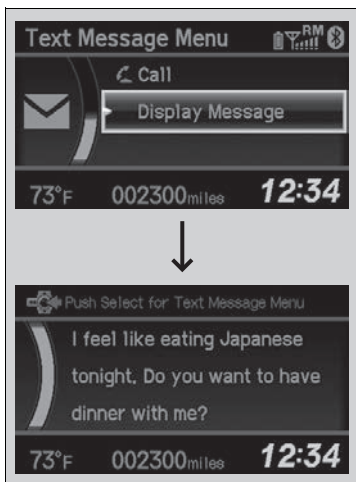 Text Message Menu
RM
Call
Display Message
73°F 002300miles 12:34
Push Select for Text Message Menu
I feel like eating Japanese
tonight. Do you want to have
dinner with me?
73°F 002300miles 12:34